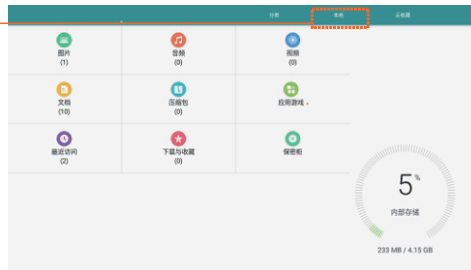 分类 本地 云收藏
图片
(1)
音频
(0)
视频
(0)
文档
(10)
压缩包
(0)
应用游戏
最近访问
(2)
下载与收藏
(0)
保密柜
5%
内部存储
233 MB / 4.15 GB